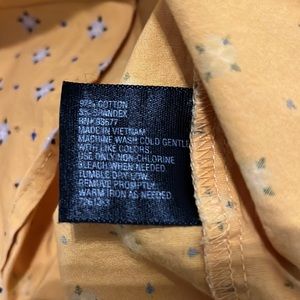 97% COTTON
3% SPANDEX
RN# 63677
MADE IN VIETNAM
MACHINE WASH COLD GENTLE
WITH LIKE COLORS.
USE ONLY NON-CHLORINE
BLEACH WHEN NEEDED
TUMBLE DRY LOW.
REMOVE PROMPTLY.
WARM IRON AS NEEDED.